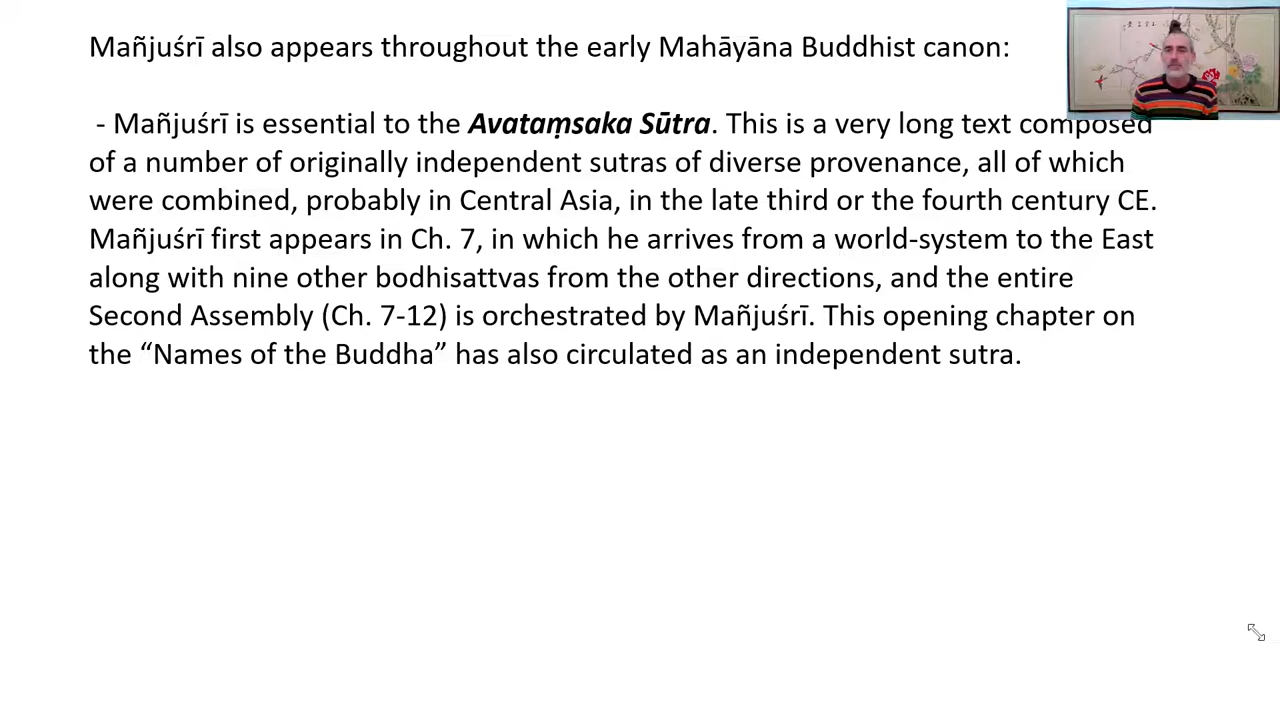 Mañjuśrī also appears throughout the early Mahāyāna Buddhist canon:
- Mañjuśrī is essential to the Avataṃsaka Sūtra. This is a very long text composed
of a number of originally independent sutras of diverse provenance, all of which
were combined, probably in Central Asia, in the late third or the fourth century CE.
Mañjuśrī first appears in Ch. 7, in which he arrives from a world-system to the East
along with nine other bodhisattvas from the other directions, and the entire
Second Assembly (Ch. 7-12) is orchestrated by Mañjuśrī. This opening chapter on
the “Names of the Buddha” has also circulated as an independent sutra.